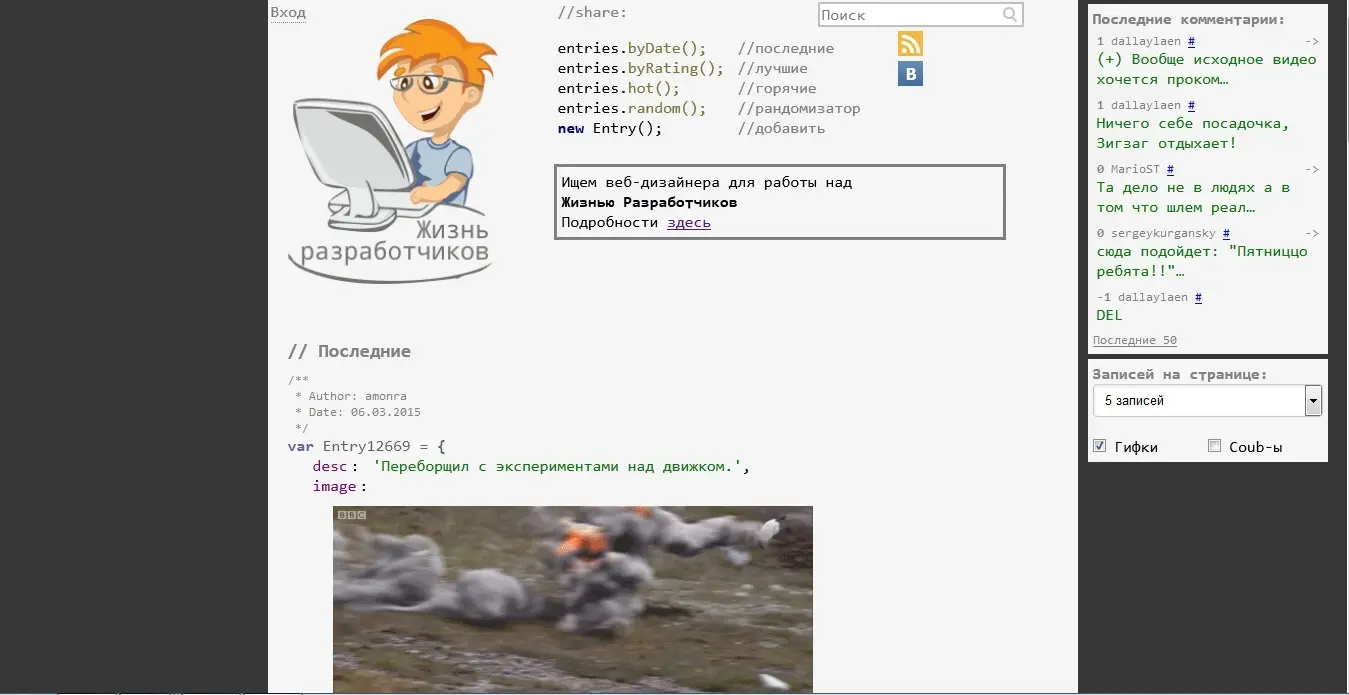 Вход
Жизнь
разработчиков
//share:
Поиск
entries.byDate(); //последние
entries.byRating(); //лучшие
entries.hot(); //горячие
entries.random(); //рандомизатор
new Entry(); //добавить
B
Ищем веб-дизайнера для работы над
Жизнью Разработчиков
Подробности здесь
// Последние
/**
* Author: amonra
* Date: 06.03.2015
*/
var Entry12669 = {
desc: 'Переборщил с экспериментами над движком.',
image:
BBC
Последние комментарии:
1 dallaylaen # ->
(+) Вообще исходное видео
хочется проком…
1 dallaylaen #
Ничего себе посадочка,
Зигзаг отдыхает!
0 MarioST # ->
Та дело не в людях а в
том что шлем реал…
0 sergeykurgansky # ->
сюда подойдет: "Пятниццо
ребята!!"…
-1 dallaylaen #
DEL
Последние 50
Записей на странице:
5 записей
Гифки Coub-ы